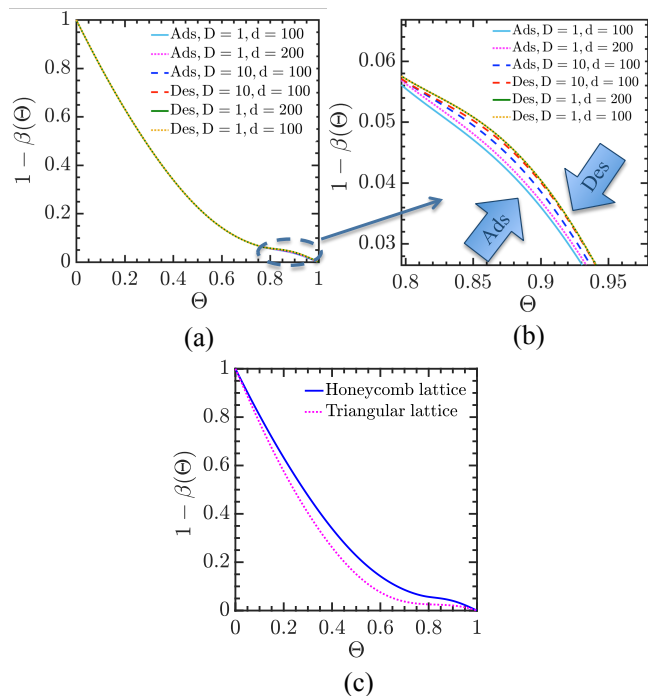 1
0.8
0.6
0.4
0.2
0
0 0.2 0.4 0.6 0.8 1
1 − β(Θ)
Θ
Ads, D = 1, d = 100
Ads, D = 1, d = 200
Ads, D = 10, d = 100
Des, D = 10, d = 100
Des, D = 1, d = 200
Des, D = 1, d = 100
(a)
0.06
0.05
0.04
0.03
0.8 0.85 0.9 0.95
1 − β(Θ)
Θ
Ads, D = 1, d = 100
Ads, D = 1, d = 200
Ads, D = 10, d = 100
Des, D = 10, d = 100
Des, D = 1, d = 200
Des, D = 1, d = 100
Ads
Des
(b)
1
0.8
0.6
0.4
0.2
0
0 0.2 0.4 0.6 0.8 1
1 − β(Θ)
Θ
Honeycomb lattice
Triangular lattice
(c)